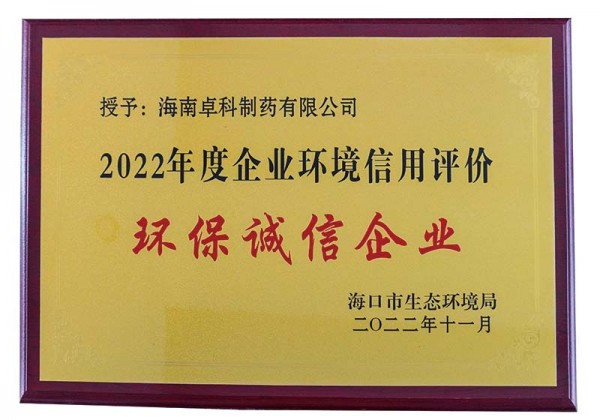 授予：海南卓科制药有限公司
2022年度企业环境信用评价
环保诚信企业
海口市生态环境局
二〇二二年十一月